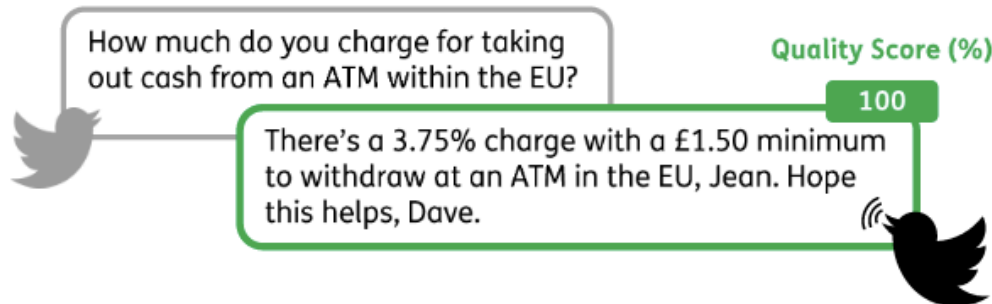 How much do you charge for taking
out cash from an ATM within the EU?
Quality Score (%)
100
There's a 3.75% charge with a £1.50 minimum
to withdraw at an ATM in the EU, Jean. Hope
this helps, Dave.